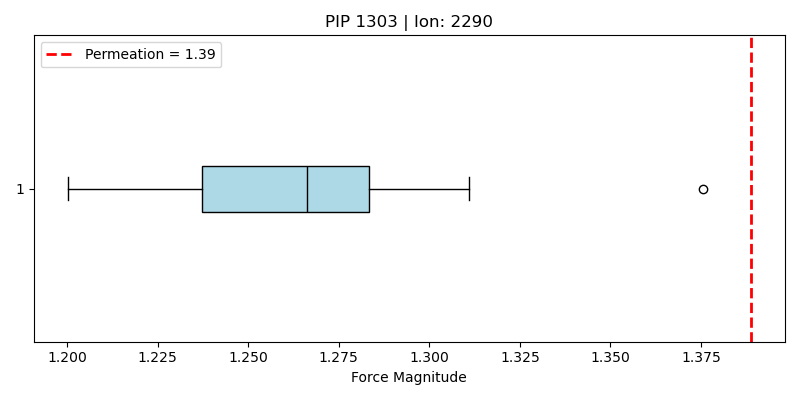 PIP 1303 | Ion: 2290
Permeation = 1.39
1
1.200 1.225 1.250 1.275 1.300 1.325 1.350 1.375
Force Magnitude